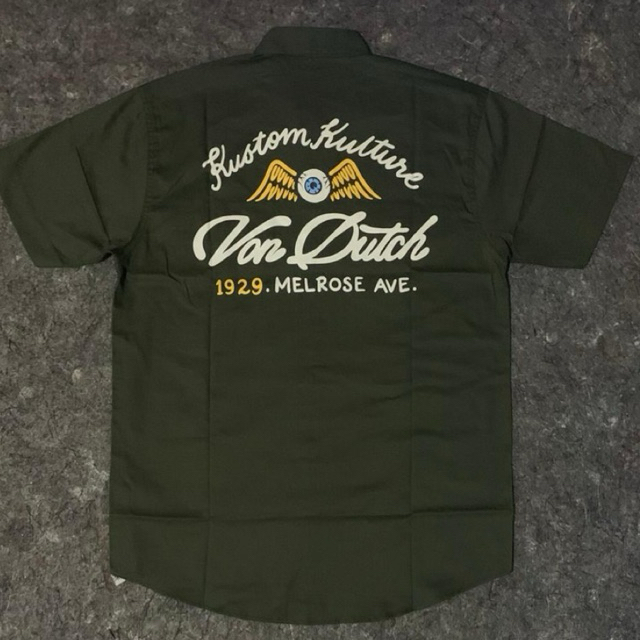 Kustom Kulture
Von Dutch
1929. MELROSE AVE.